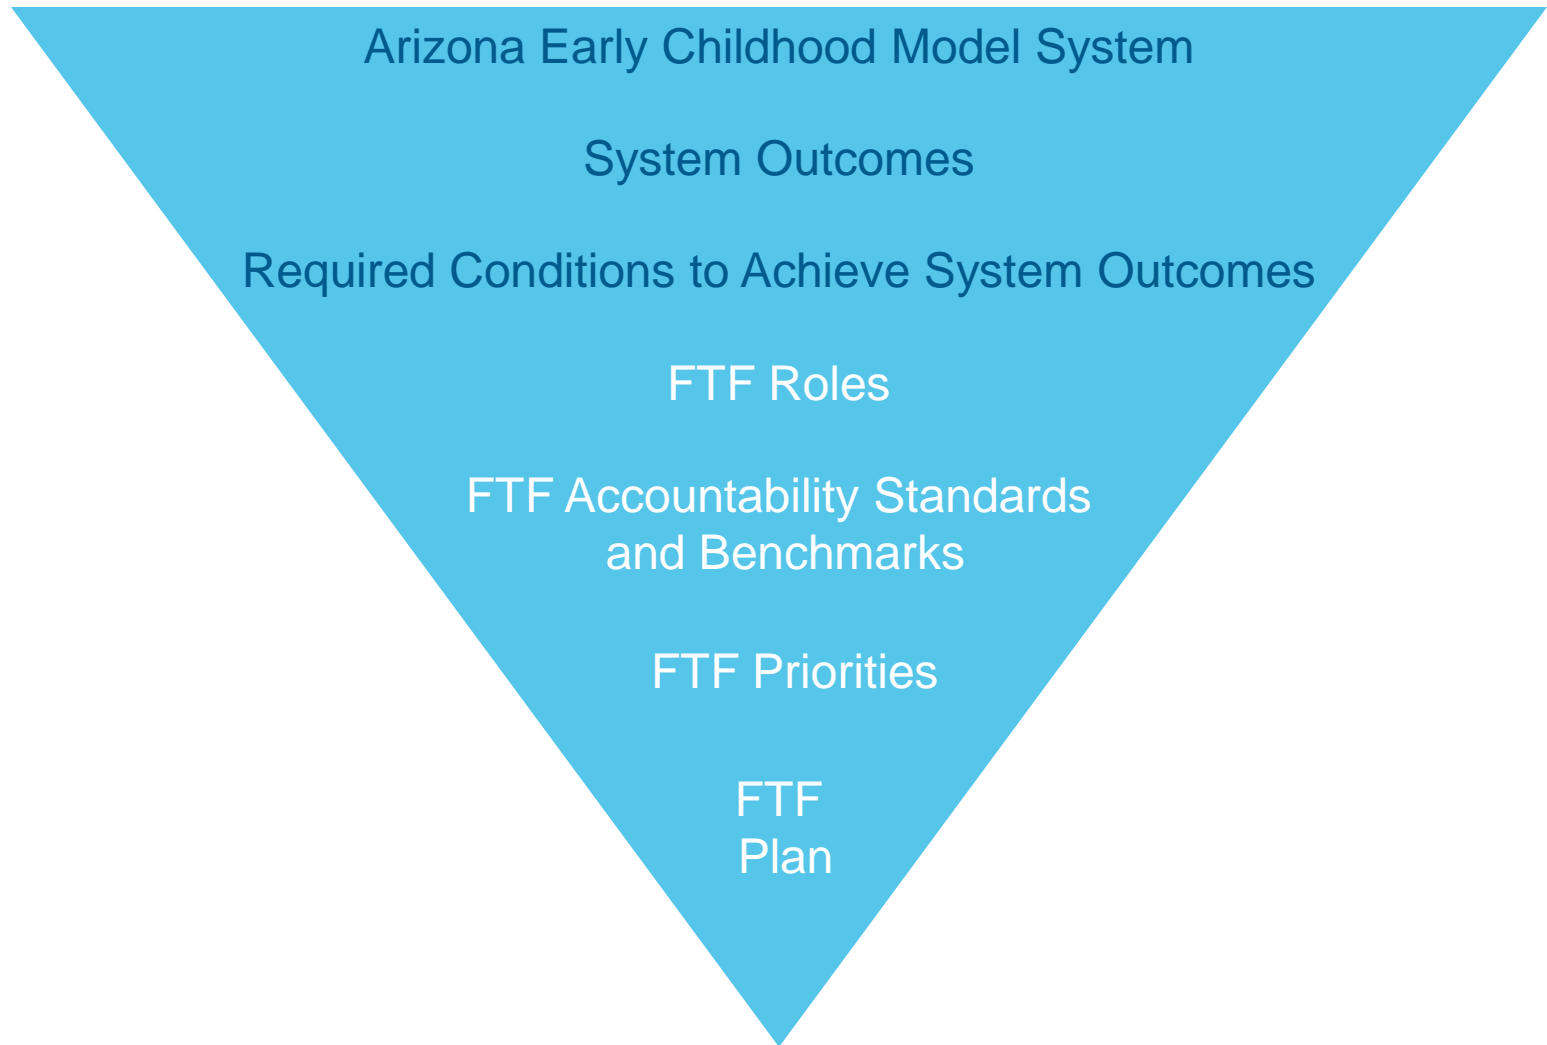 Arizona Early Childhood Model System
System Outcomes
Required Conditions to Achieve System Outcomes
FTF Roles
FTF Accountability Standards
and Benchmarks
FTF Priorities
FTF
Plan